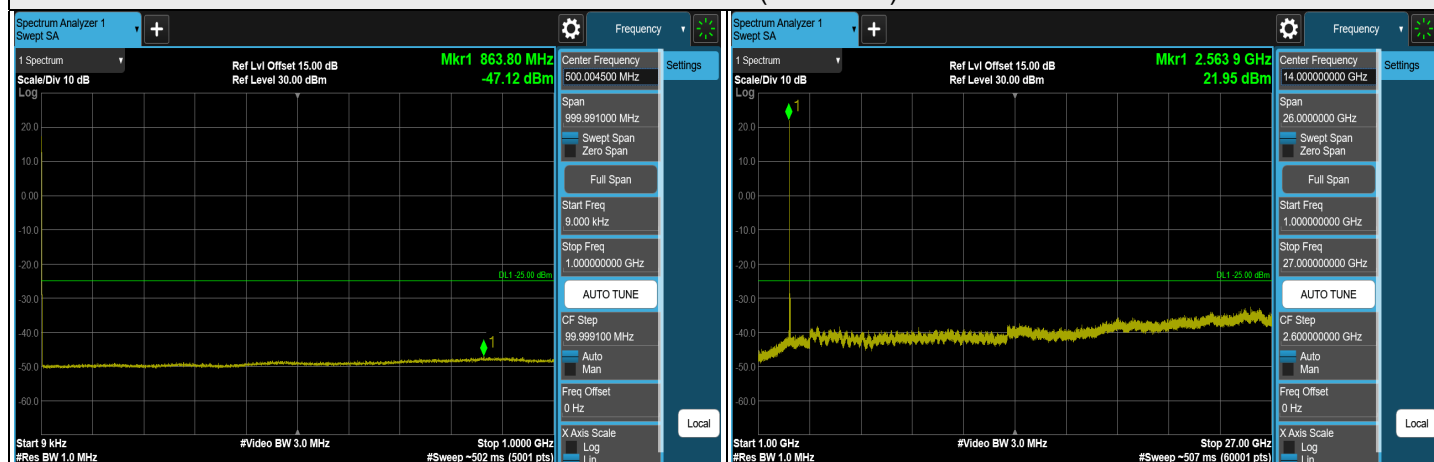 Spectrum Analyzer 1
Swept SA
Frequency
1 Spectrum
Scale/Div 10 dB
Log
Ref Lvl Offset 15.00 dB
Ref Level 30.00 dBm
Mkr1 863.80 MHz
-47.12 dBm
20.0
10.0
0.00
-10.0
-20.0
-30.0
-40.0
-50.0
-60.0
DL1 -25.00 dBm
1
Start 9 kHz
#Res BW 1.0 MHz
#Video BW 3.0 MHz
Stop 1.0000 GHz
#Sweep ~502 ms (5001 pts)
Center Frequency
500.004500 MHz
Span
999.991000 MHz
Swept Span
Zero Span
Full Span
Start Freq
9.000 kHz
Stop Freq
1.000000000 GHz
AUTO TUNE
CF Step
99.999100 MHz
Auto
Man
Freq Offset
0 Hz
X Axis Scale
Log
Lin
Settings
Local
Spectrum Analyzer 1
Swept SA
Frequency
1 Spectrum
Scale/Div 10 dB
Log
Ref Lvl Offset 15.00 dB
Ref Level 30.00 dBm
Mkr1 2.563 9 GHz
21.95 dBm
1
20.0
10.0
0.00
-10.0
-20.0
-30.0
-40.0
-50.0
-60.0
DL1 -25.00 dBm
Start 1.00 GHz
#Res BW 1.0 MHz
#Video BW 3.0 MHz
Stop 27.00 GHz
#Sweep ~507 ms (60001 pts)
Center Frequency
14.000000000 GHz
Span
26.0000000 GHz
Swept Span
Zero Span
Full Span
Start Freq
1.000000000 GHz
Stop Freq
27.000000000 GHz
AUTO TUNE
CF Step
2.600000000 GHz
Auto
Man
Freq Offset
0 Hz
X Axis Scale
Log
Lin
Settings
Local